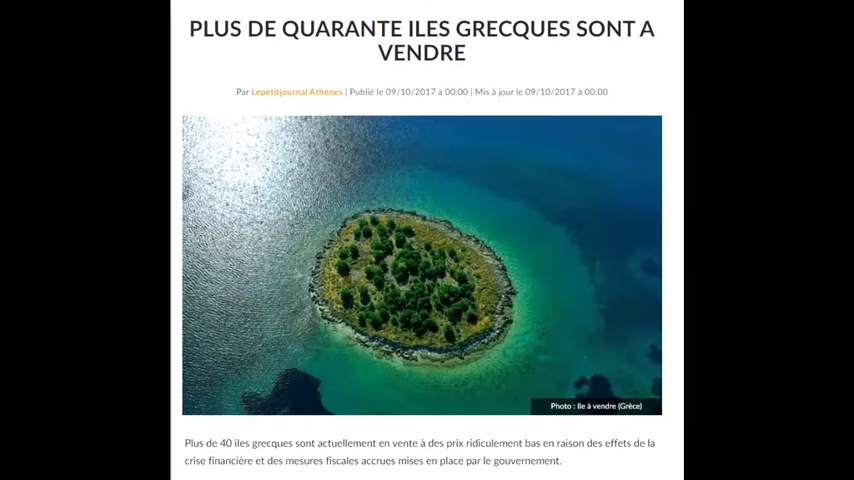 PLUS DE QUARANTE ILES GRECQUES SONT A
VENDRE
Par Lepetitjournal Athènes | Publié le 09/10/2017 à 00:00 | Mis à jour le 09/10/2017 à 00:00
Photo : Ile à vendre (Grèce)
Plus de 40 îles grecques sont actuellement en vente à des prix ridiculement bas en raison des effets de la
crise financière et des mesures fiscales accrues mises en place par le gouvernement.